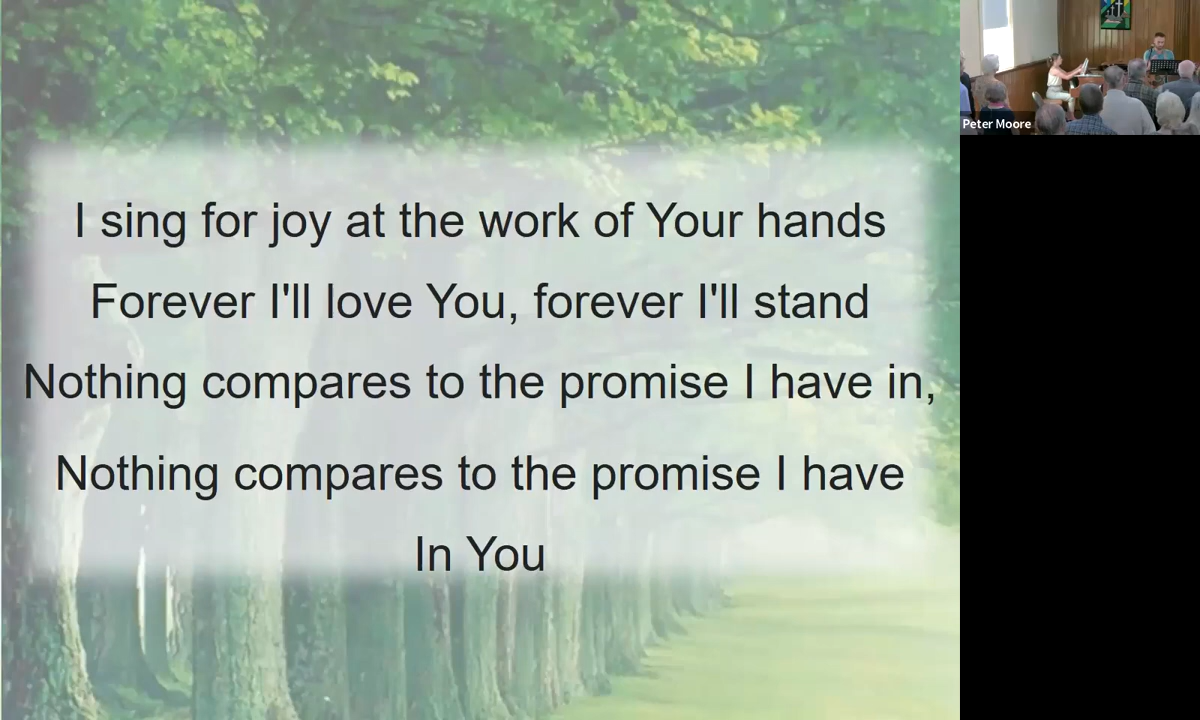 I sing for joy at the work of Your hands
Forever I'll love You, forever I'll stand
Nothing compares to the promise I have in,
Nothing compares to the promise I have
In You
Peter Moore